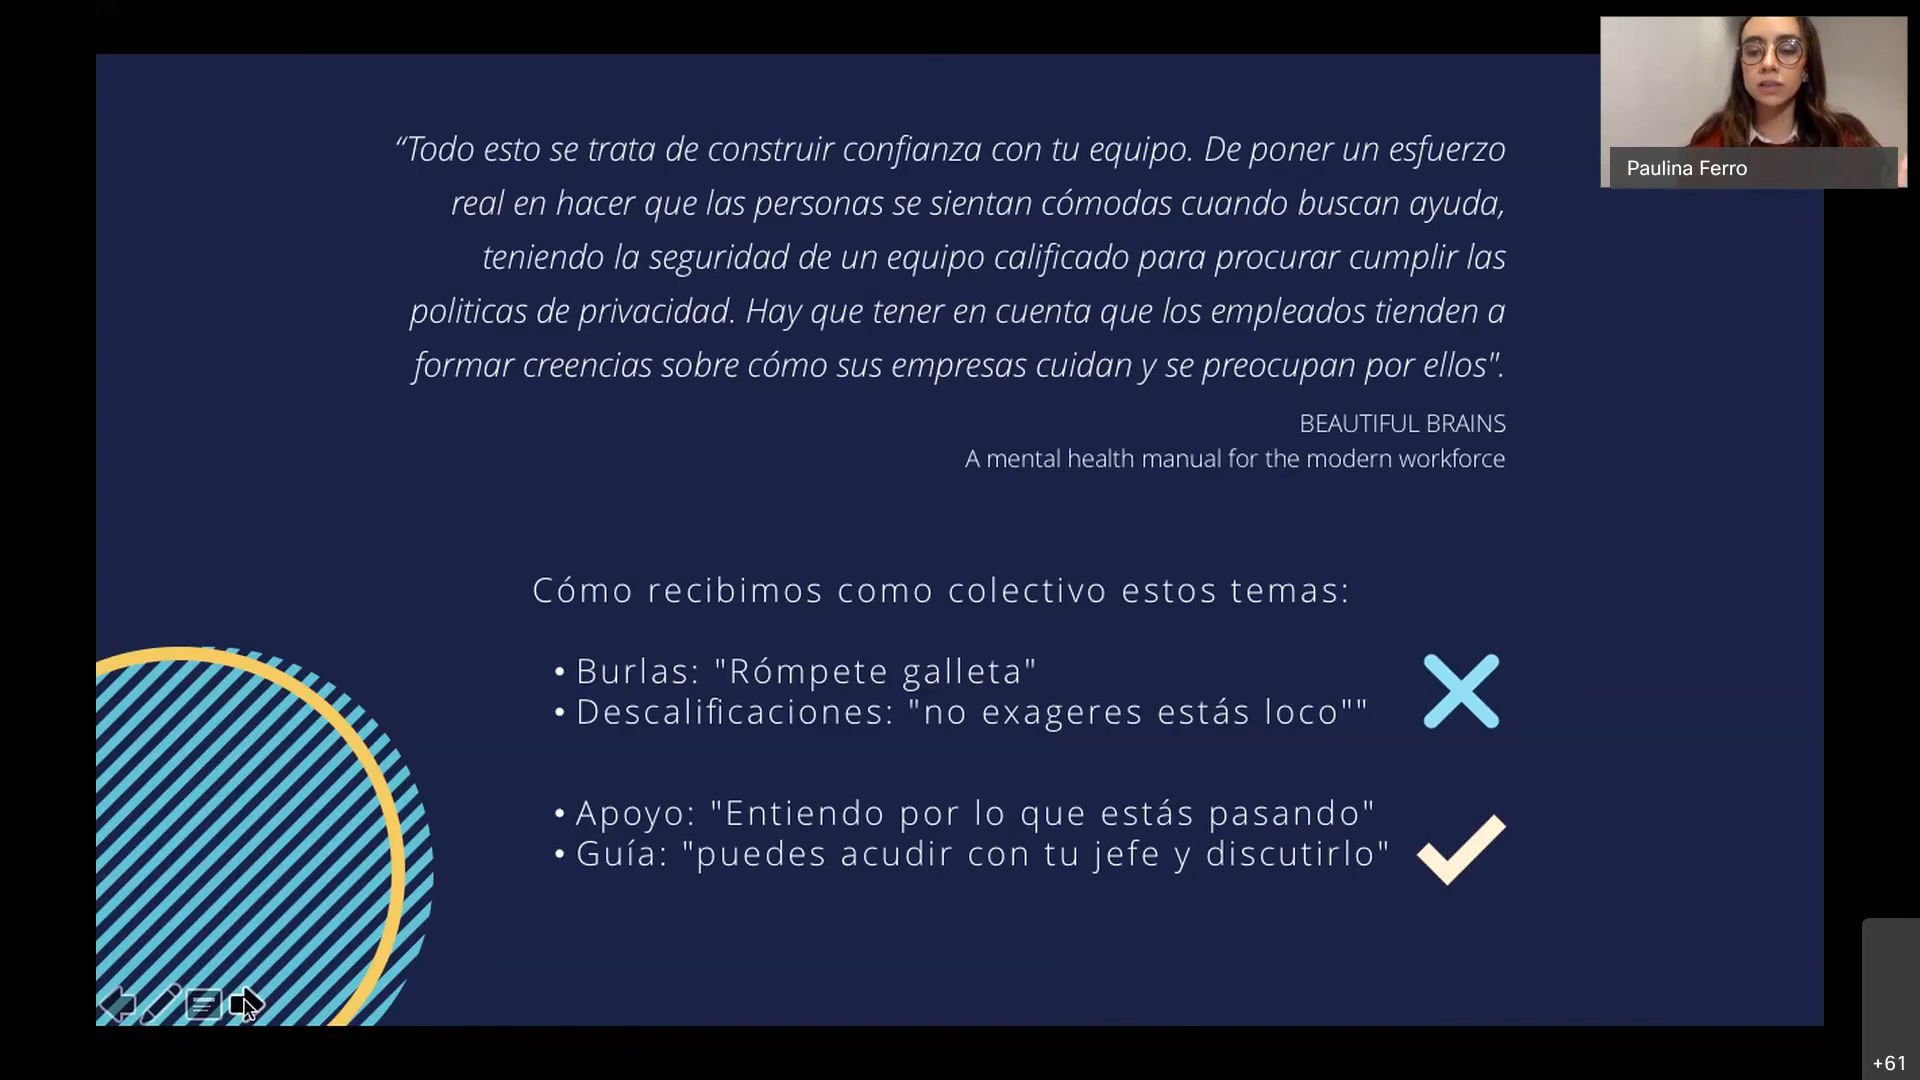 “Todo esto se trata de construir confianza con tu equipo. De poner un esfuerzo
real en hacer que las personas se sientan cómodas cuando buscan ayuda,
teniendo la seguridad de un equipo calificado para procurar cumplir las
politicas de privacidad. Hay que tener en cuenta que los empleados tienden a
formar creencias sobre cómo sus empresas cuidan y se preocupan por ellos".
BEAUTIFUL BRAINS
A mental health manual for the modern workforce
Cómo recibimos como colectivo estos temas:
• Burlas: "Rómpete galleta"
• Descalificaciones: "no exageres estás loco""
• Apoyo: "Entiendo por lo que estás pasando"
• Guía: "puedes acudir con tu jefe y discutirlo"
Paulina Ferro
+61